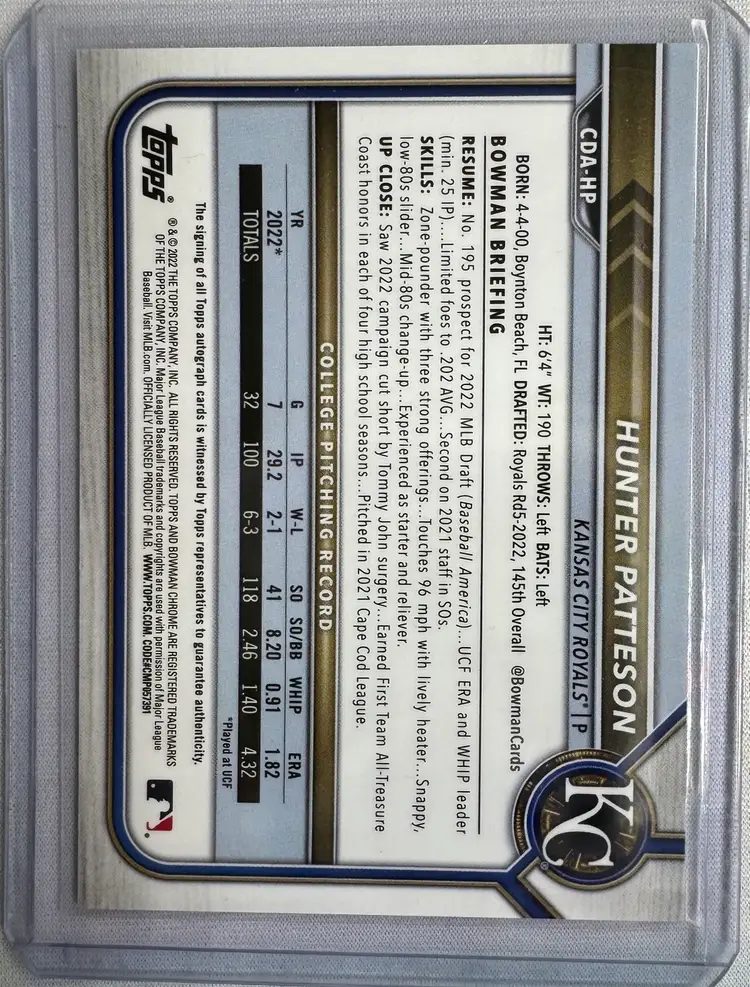 HUNTER PATTESON
CDA-HP
KANSAS CITY ROYALS® | P
KC
HT: 6'4" WT: 190 THROWS: Left BATS: Left
BORN: 4-4-00, Boynton Beach, FL DRAFTED: Royals Rd5-2022, 145th Overall @BowmanCards
BOWMAN BRIEFING
RESUME: No. 195 prospect for 2022 MLB Draft (Baseball America)...UCF ERA and WHIP leader
(min. 25 IP)....Limited foes to .202 AVG...Second on 2021 staff in SOs.
SKILLS: Zone-pounder with three strong offerings...Touches 96 mph with lively heater...Snappy,
low-80s slider...Mid-80s change-up...Experienced as starter and reliever.
UP CLOSE: Saw 2022 campaign cut short by Tommy John surgery...Earned First Team All-Treasure
Coast honors in each of four high school seasons...Pitched in 2021 Cape Cod League.
COLLEGE PITCHING RECORD
YR G IP W-L SO SO/BB WHIP ERA
2022* 7 29.2 2-1 41 8.20 0.91 1.82
TOTALS 32 100 6-3 118 2.46 1.40 4.32
*Played at UCF
The signing of all Topps autograph cards is witnessed by Topps representatives to guarantee authenticity.
topps®
® & © 2022 THE TOPPS COMPANY, INC. ALL RIGHTS RESERVED. TOPPS AND BOWMAN CHROME ARE REGISTERED TRADEMARKS
OF THE TOPPS COMPANY, INC. Major League Baseball trademarks and copyrights are used with permission of Major League
Baseball. Visit MLB.com. OFFICIALLY LICENSED PRODUCT OF MLB. WWW.TOPPS.COM. CODE#CMP057391